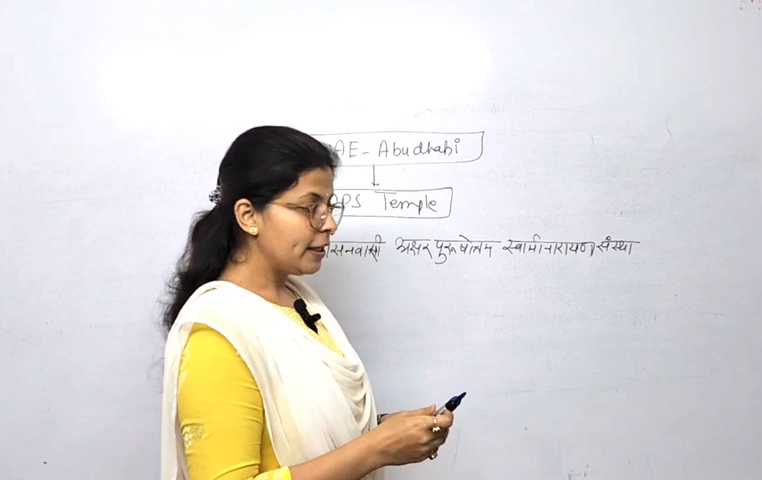 AE - Abudhabi
PS Temple
सनवासी अक्षर पुरूषोतम स्वामीनारायण संस्था